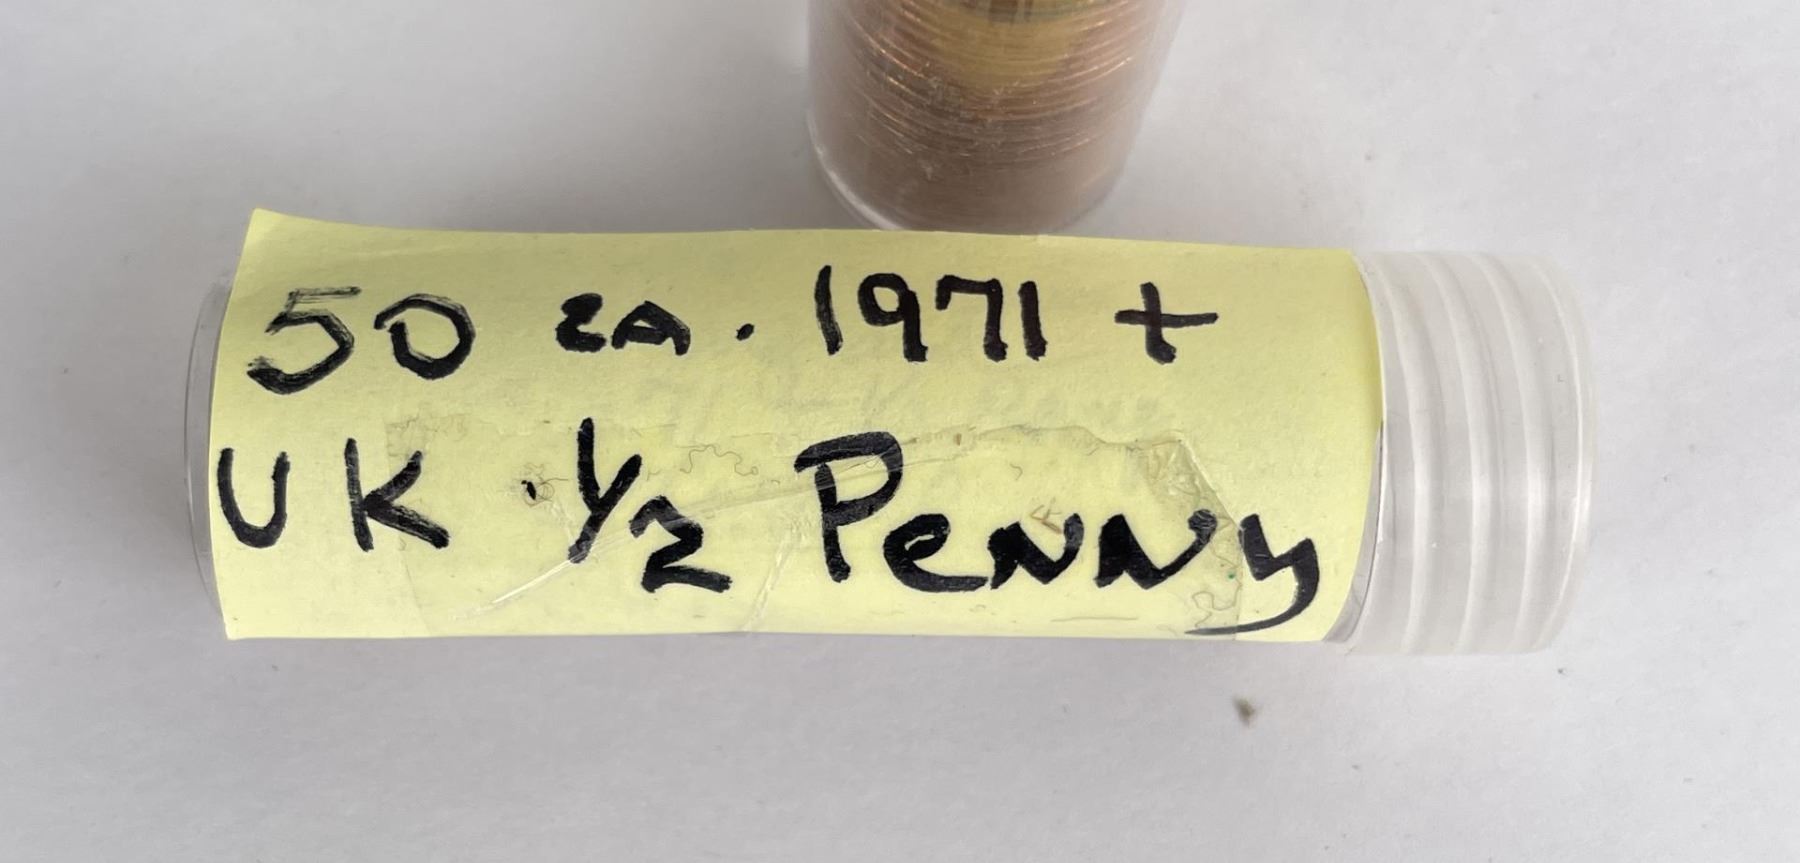 50 ea. 1971 +
UK 1/2 Penny